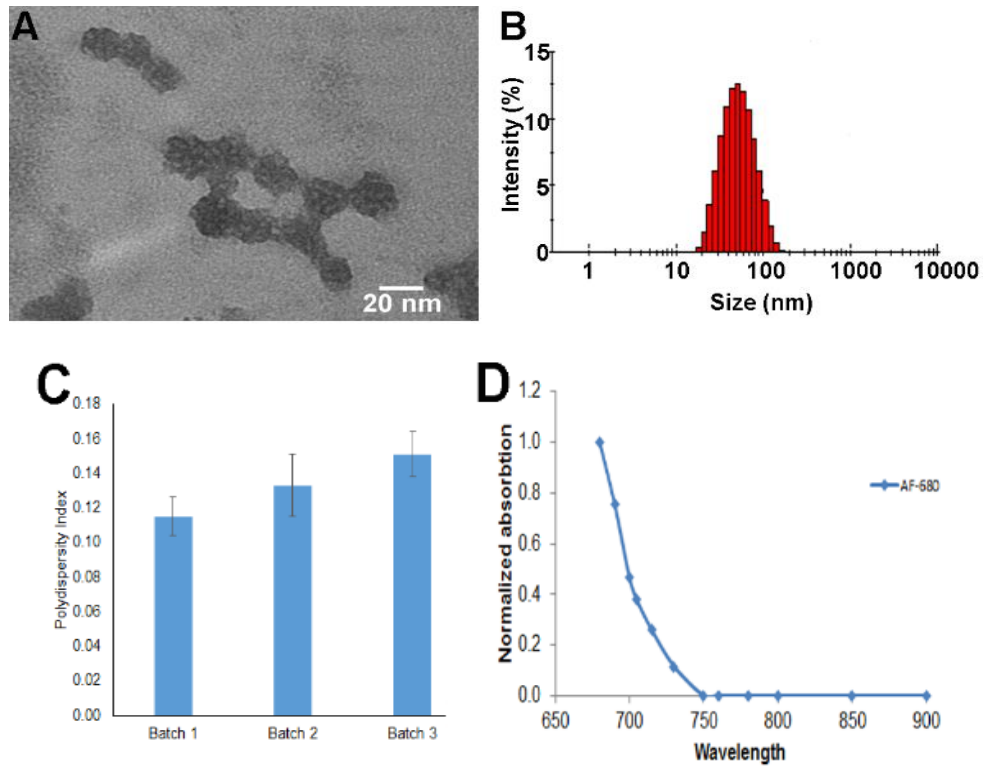 A
20 nm
B
Intensity (%)
15
10
5
0
1 10 100 1000 10000
Size (nm)
C
Polydispersity Index
0.18
0.16
0.14
0.12
0.10
0.08
0.06
0.04
0.02
0.00
Batch 1 Batch 2 Batch 3
D
Normalized absorbtion
1.2
1.0
0.8
0.6
0.4
0.2
0.0
650 700 750 800 850 900
Wavelength
AF-680